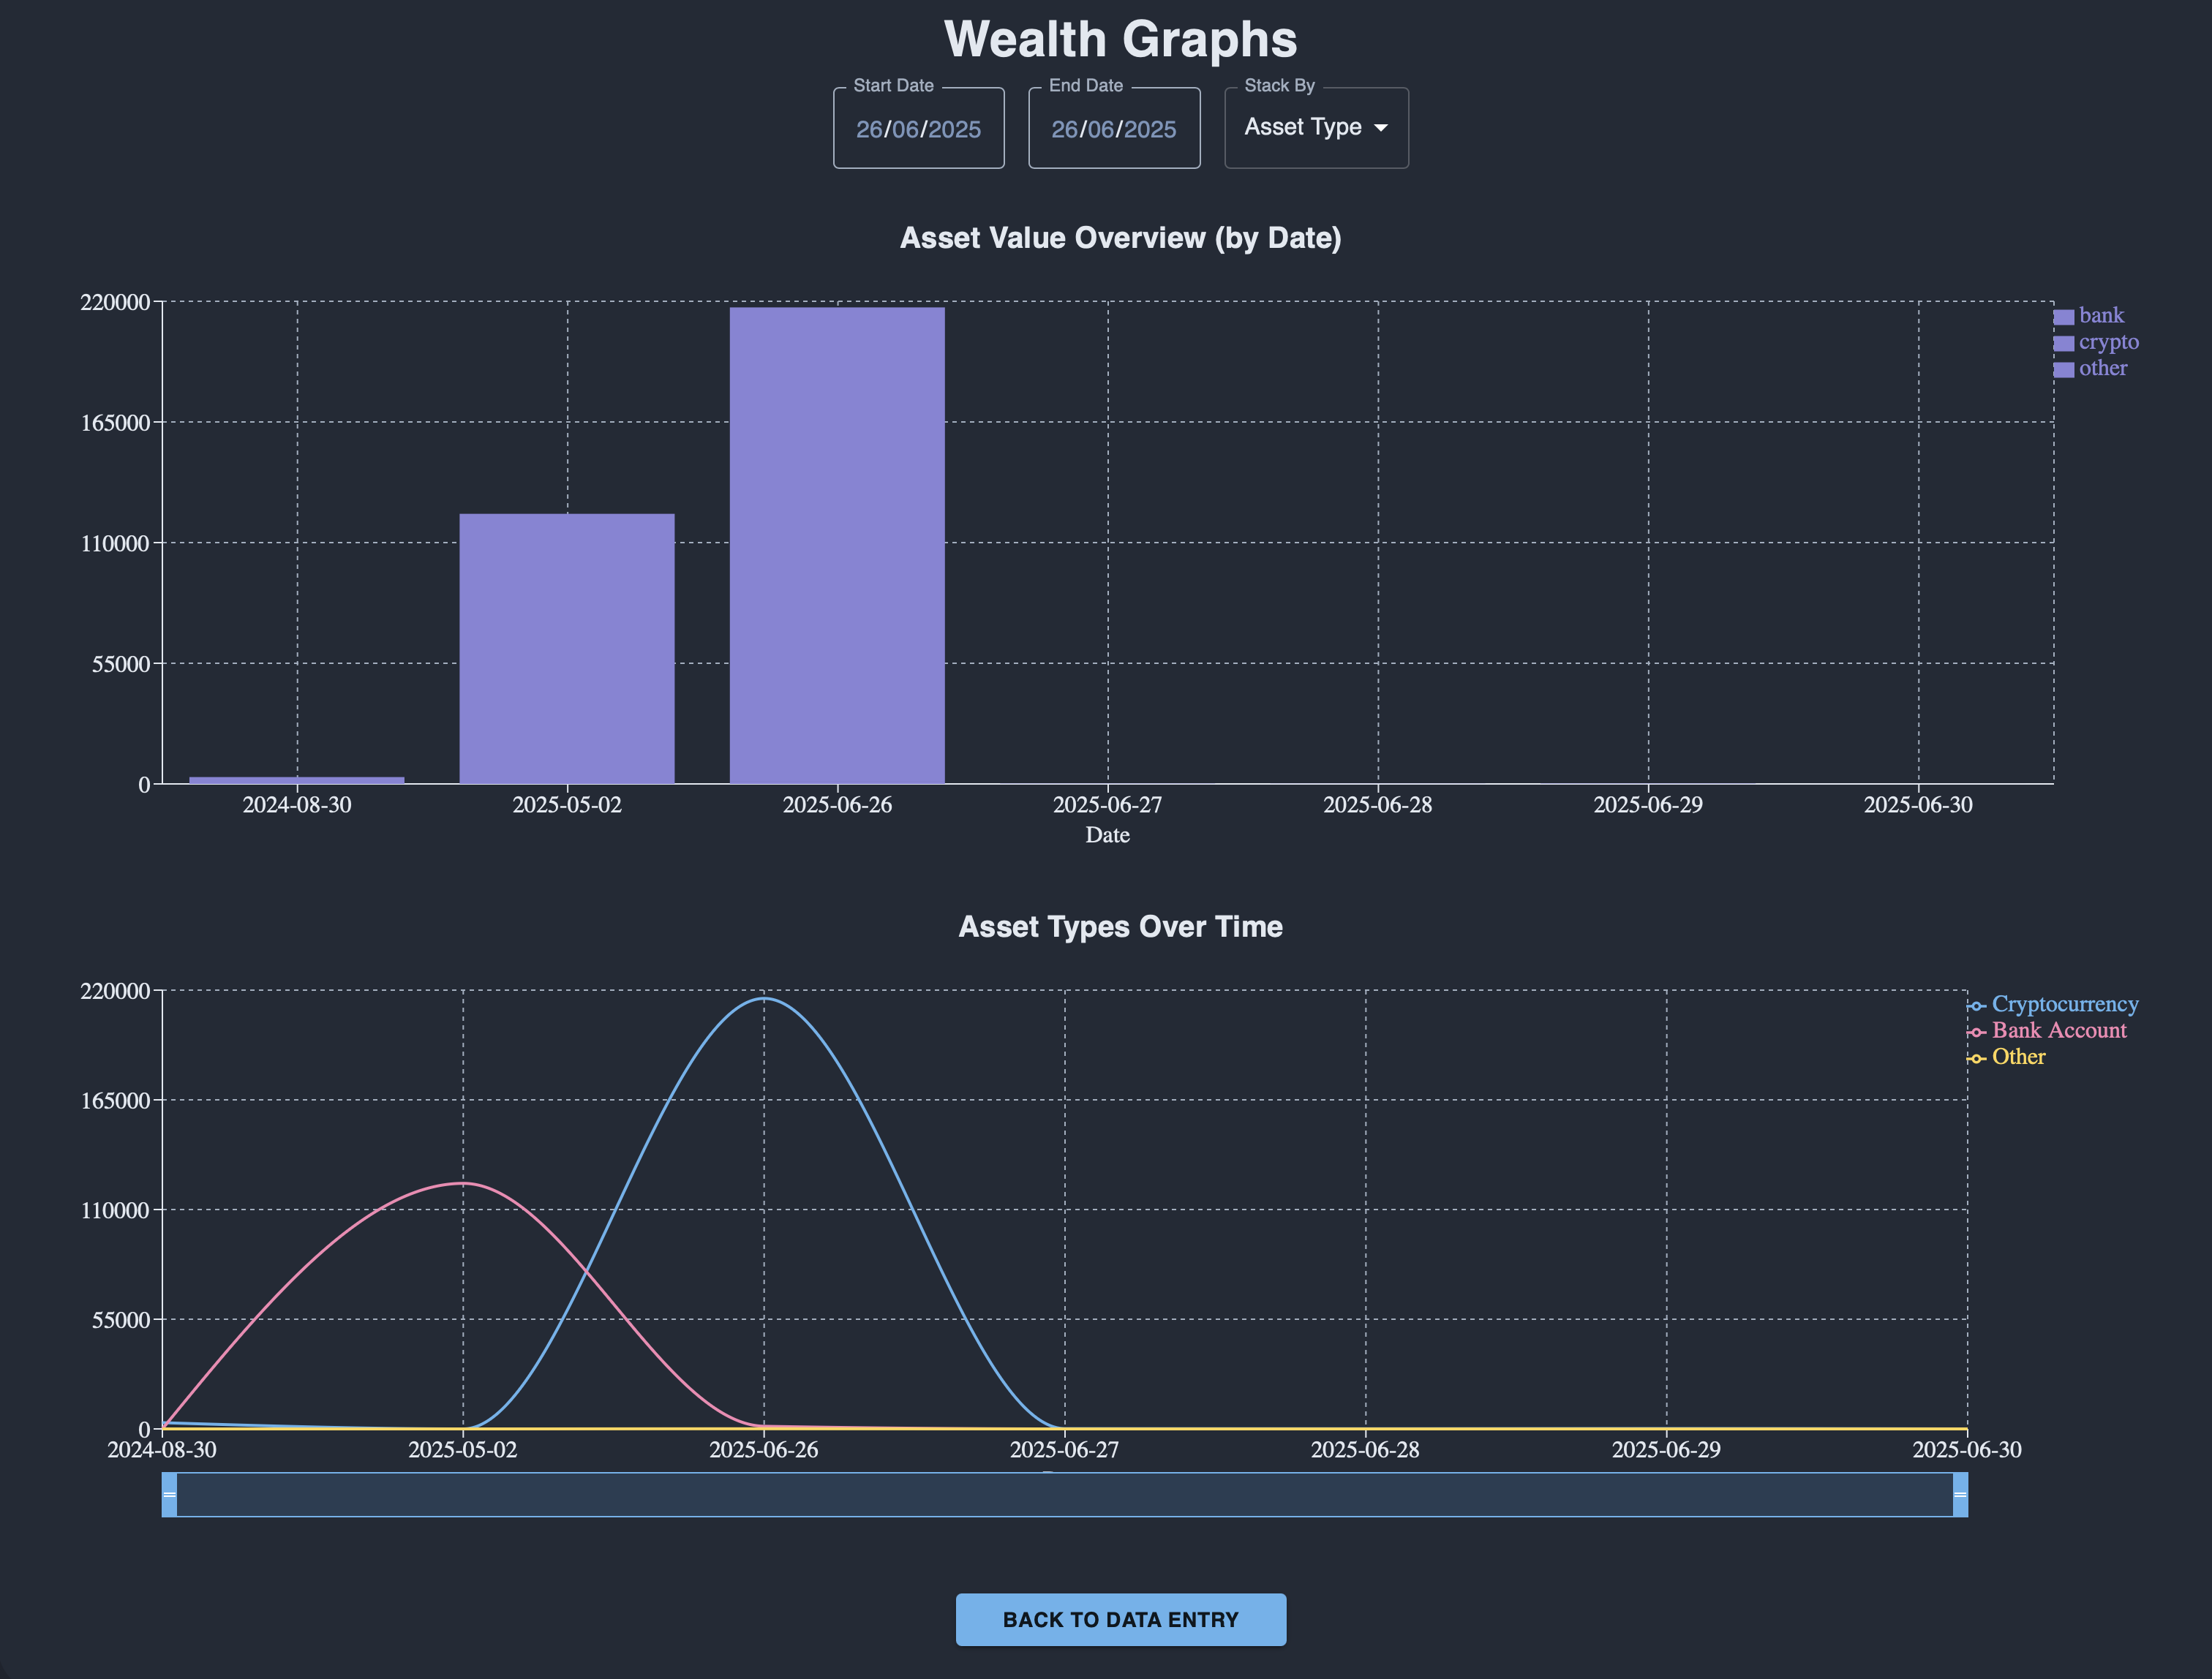 Wealth Graphs
Start Date
End Date
Stack By
26/06/2025
26/06/2025
Asset Type
Asset Value Overview (by Date)
220000
165000
110000
55000
0
bank
crypto
other
2024-08-30
2025-05-02
2025-06-26
2025-06-27
2025-06-28
2025-06-29
2025-06-30
Date
Asset Types Over Time
220000
165000
110000
55000
0
Cryptocurrency
Bank Account
Other
2024-08-30
2025-05-02
2025-06-26
2025-06-27
2025-06-28
2025-06-29
2025-06-30
BACK TO DATA ENTRY